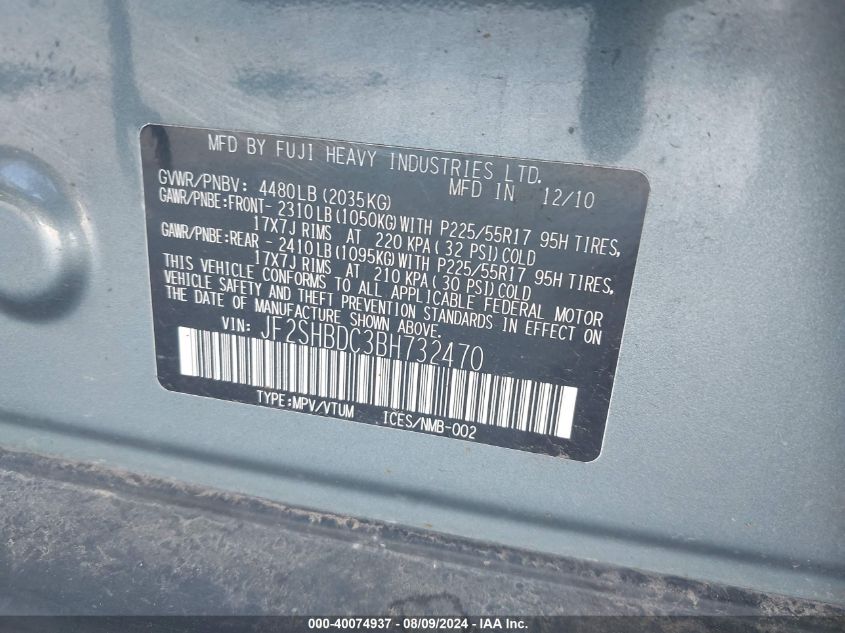 MFD BY FUJI HEAVY INDUSTRIES LTD.
MFD IN 12/10
GVWR/PNBV: 4480LB (2035KG)
GAWR/PNBE:FRONT- 2310LB(1050KG)WITH P225/55R17 95H TIRES,
17X7J RIMS AT 220 KPA(32 PSI)COLD
GAWR/PNBE:REAR - 2410LB(1095KG)WITH P225/55R17 95H TIRES,
17X7J RIMS AT 210 KPA(30 PSI)COLD
THIS VEHICLE CONFORMS TO ALL APPLICABLE FEDERAL MOTOR
VEHICLE SAFETY AND THEFT PREVENTION STANDARDS IN EFFECT ON
THE DATE OF MANUFACTURE SHOWN ABOVE.
VIN: JF2SHBDC3BH732470
TYPE:MPV/VTUM ICES/NMB-002
000-40074937 - 08/09/2024 - IAA Inc.